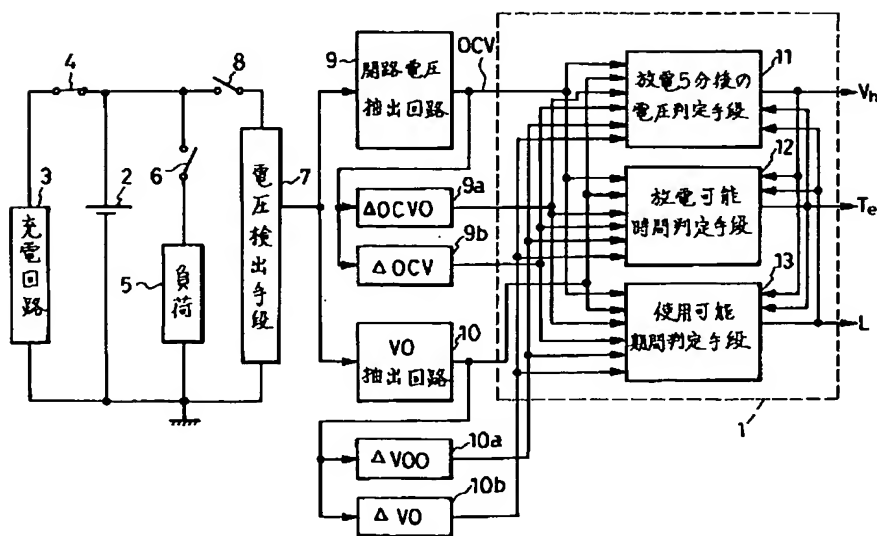 4
8
9
開路電圧
抽出回路
OCV
11
放電5分後の
電圧判定手段
Vh
3
充電回路
2
6
5
負荷
電圧検出手段
7
9a
ΔOCVO
9b
ΔOCV
12
放電可能
時間判定手段
Te
13
使用可能
期間判定手段
L
10
VO
抽出回路
1
10a
ΔVOO
10b
ΔVO